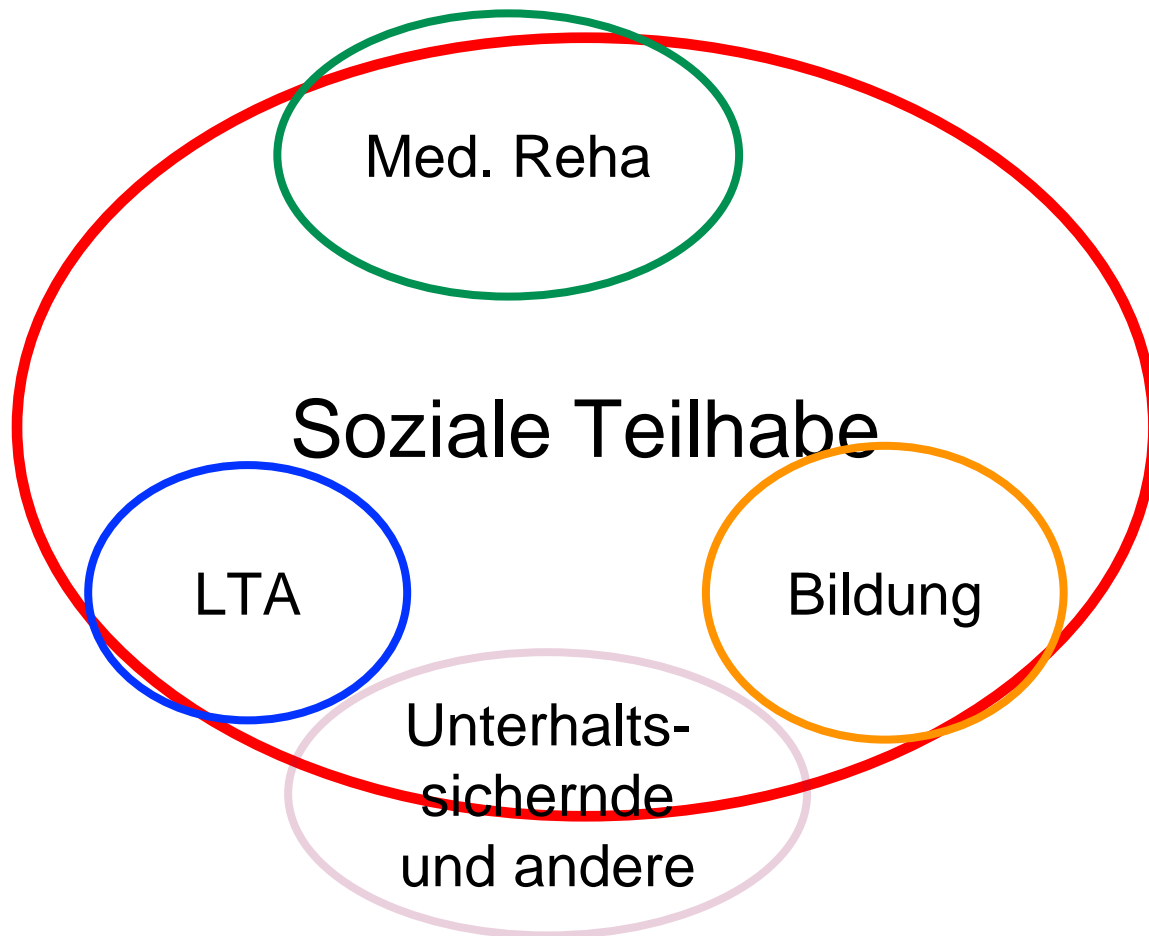 Med. Reha
Soziale Teilhabe
LTA
Bildung
Unterhalts-
sichernde
und andere